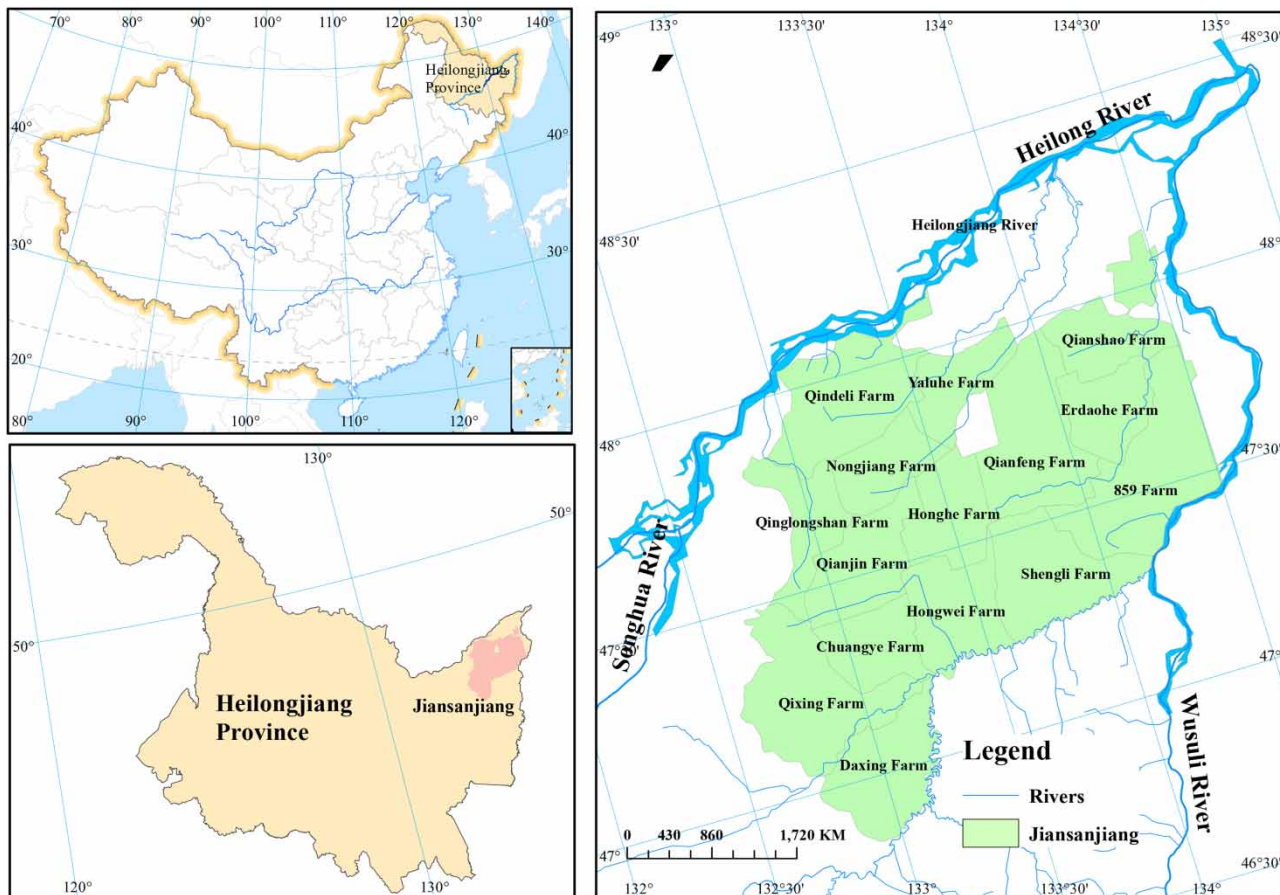 70°
80°
90°
100°
110°
120°
130°
140°
Heilongjiang
Province
40°
30°
20°
40°
30°
80°
90°
100°
110°
120°
130°
50°
50°
Heilongjiang
Province
Jiansanjiang
120°
130°
133°
133°30'
134°
134°30'
135°
49°
48°30'
Heilong River
Heilongjiang River
48°30'
48°
Qianshao Farm
Yaluhe Farm
Qindeli Farm
Erdaohe Farm
48°
47°30'
Nongjiang Farm
Qianfeng Farm
859 Farm
Qinglongshan Farm
Honghe Farm
Songhua River
Qianjin Farm
Shengli Farm
Hongwei Farm
47°30'
Chuangye Farm
47°
Qixing Farm
Wusuli River
Daxing Farm
Legend
Rivers
Jiansanjiang
0 430 860 1,720 KM
47°
46°30'
132°
132°30'
133°
133°30'
134°